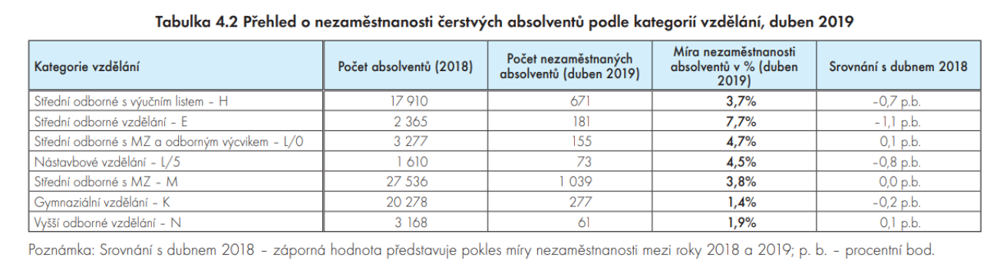 Tabulka 4.2 Přehled o nezaměstnanosti čerstvých absolventů podle kategorií vzdělání, duben 2019
Kategorie vzdělání Počet absolventů (2018) Počet nezaměstnaných absolventů (duben 2019) Míra nezaměstnanosti absolventů v % (duben 2019) Srovnání s dubnem 2018
Střední odborné s výučním listem – H 17 910 671 3,7% –0,7 p.b.
Střední odborné vzdělání – E 2 365 181 7,7% –1,1 p.b.
Střední odborné s MZ a odborným výcvikem – L/0 3 277 155 4,7% 0,1 p.b.
Nástavbové vzdělání – L/5 1 610 73 4,5% –0,8 p.b.
Střední odborné s MZ – M 27 536 1 039 3,8% 0,0 p.b.
Gymnaziální vzdělání – K 20 278 277 1,4% –0,2 p.b.
Vyšší odborné vzdělání – N 3 168 61 1,9% 0,1 p.b.
Poznámka: Srovnání s dubnem 2018 – záporná hodnota představuje pokles míry nezaměstnanosti mezi roky 2018 a 2019; p. b. – procentní bod.